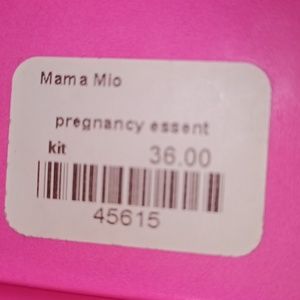 Mama Mio
pregnancy essent
kit 36.00
45615